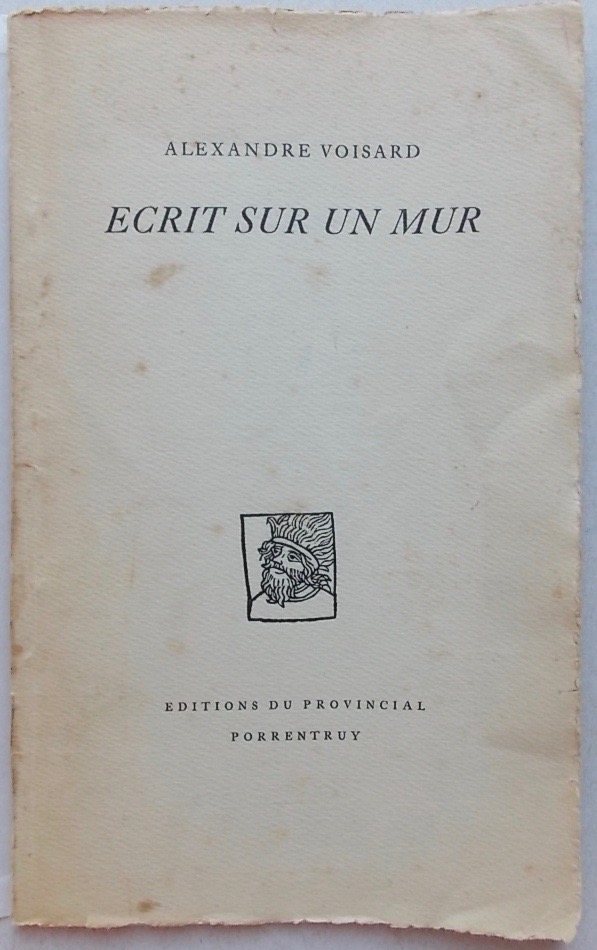 ALEXANDRE VOISARD
ECRIT SUR UN MUR
EDITIONS DU PROVINCIAL
PORRENTRUY